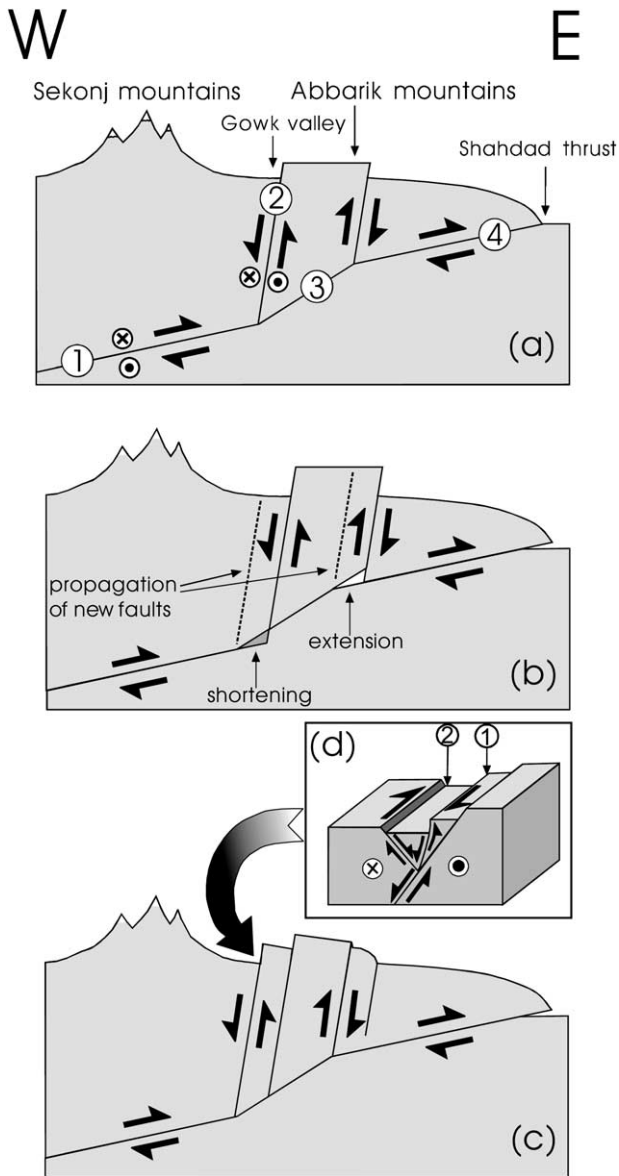 W E
Sekonj mountains Abbarik mountains
Gowk valley
Shahdad thrust
2
4
3
1
(a)
propagation
of new faults
extension
shortening
(b)
(d) 2 1
(c)